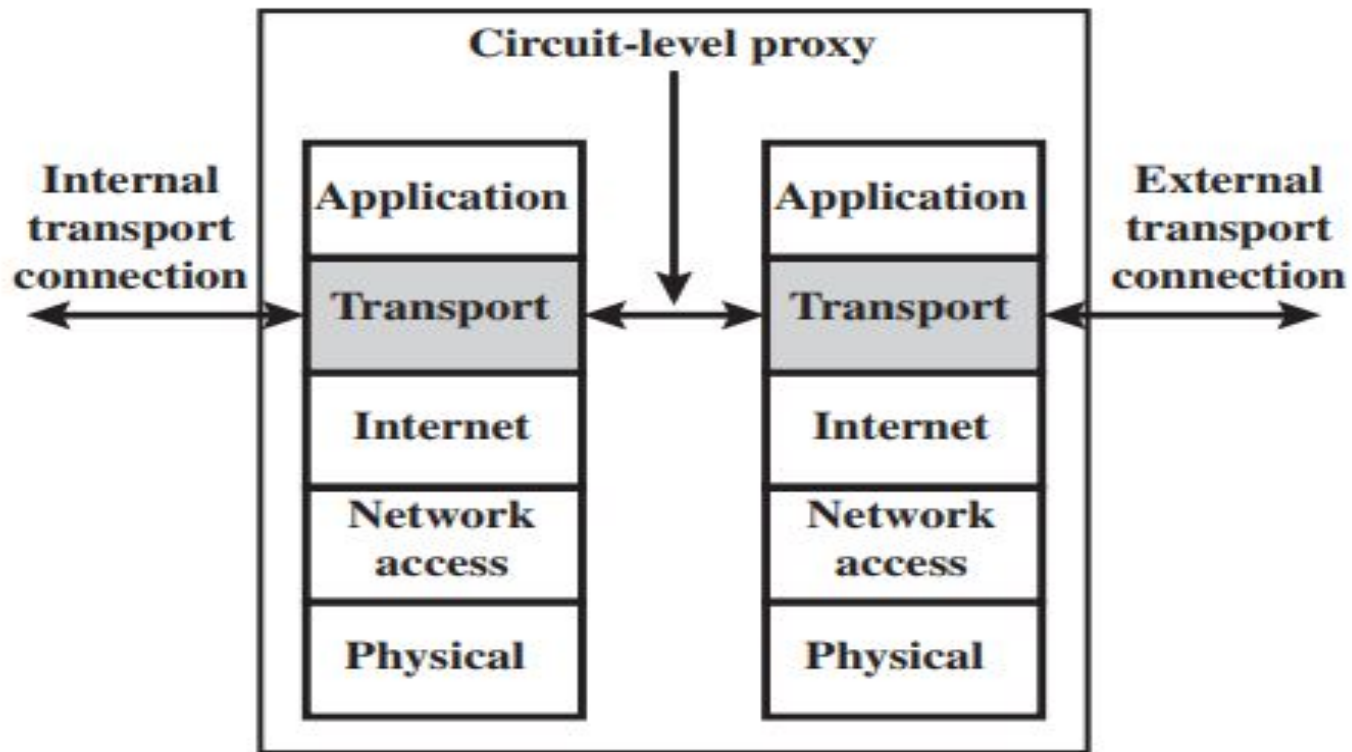 Circuit-level proxy
Internal
transport
connection
Application
Transport
Internet
Network
access
Physical
Application
Transport
Internet
Network
access
Physical
External
transport
connection